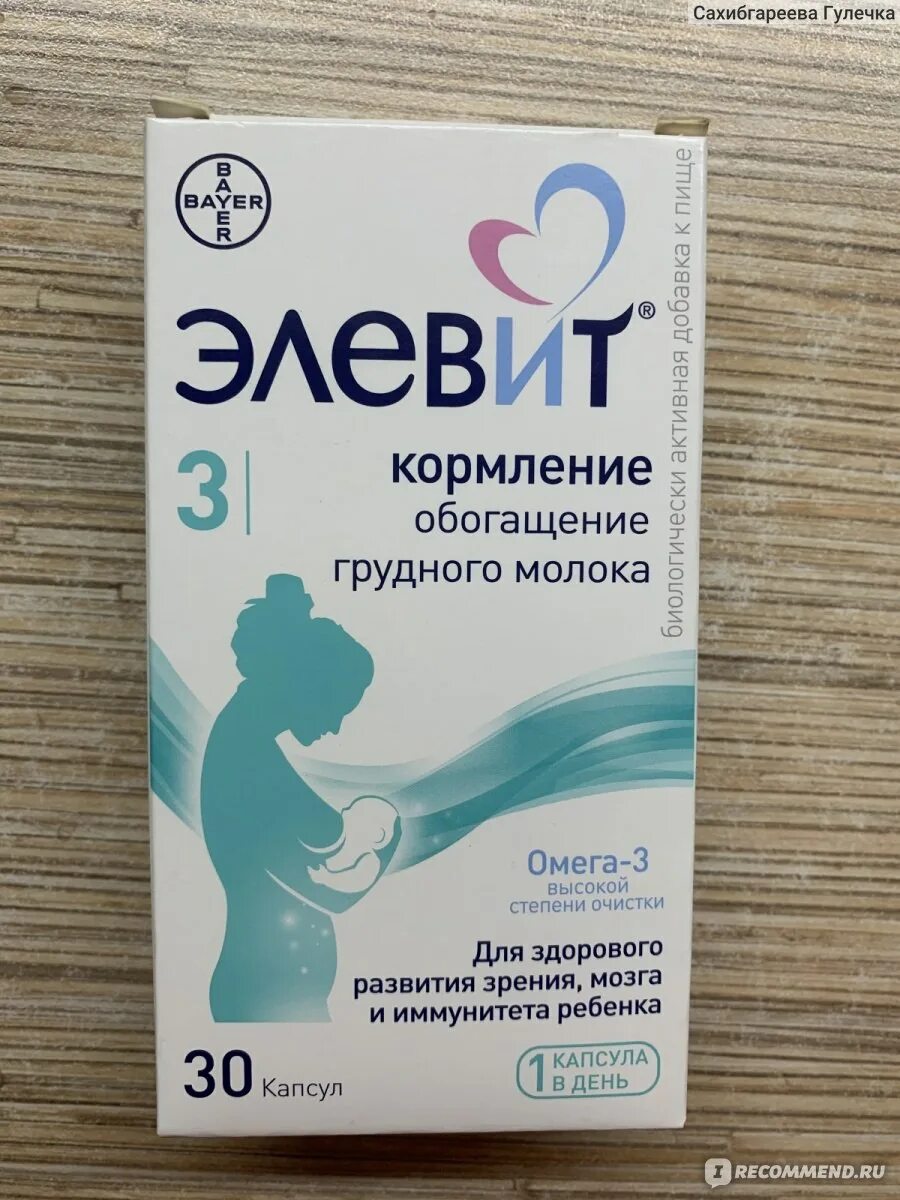 Сахибгареева Гулечка
BAYER
BAYER
элевит®
биологически активная добавка к пище
3
кормление
обогащение
грудного молока
Омега-3
высокой
степени очистки
Для здорового
развития зрения, мозга
и иммунитета ребенка
30 Капсул
1 КАПСУЛА
В ДЕНЬ
I RECOMMEND.RU